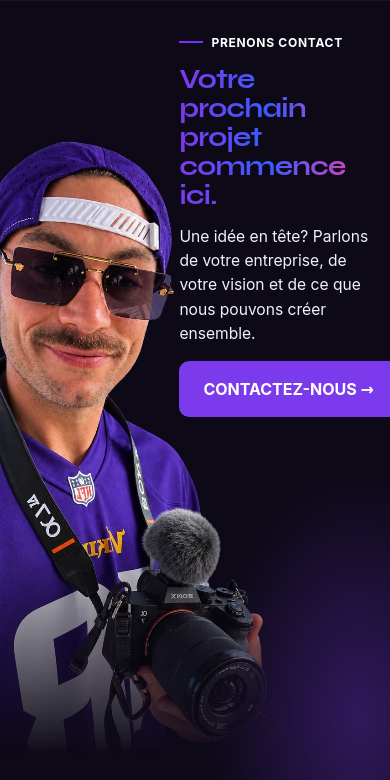 PRENONS CONTACT
Votre
prochain
projet
commence
ici.
Une idée en tête? Parlons
de votre entreprise, de
votre vision et de ce que
nous pouvons créer
ensemble.
CONTACTEZ-NOUS →
NFL